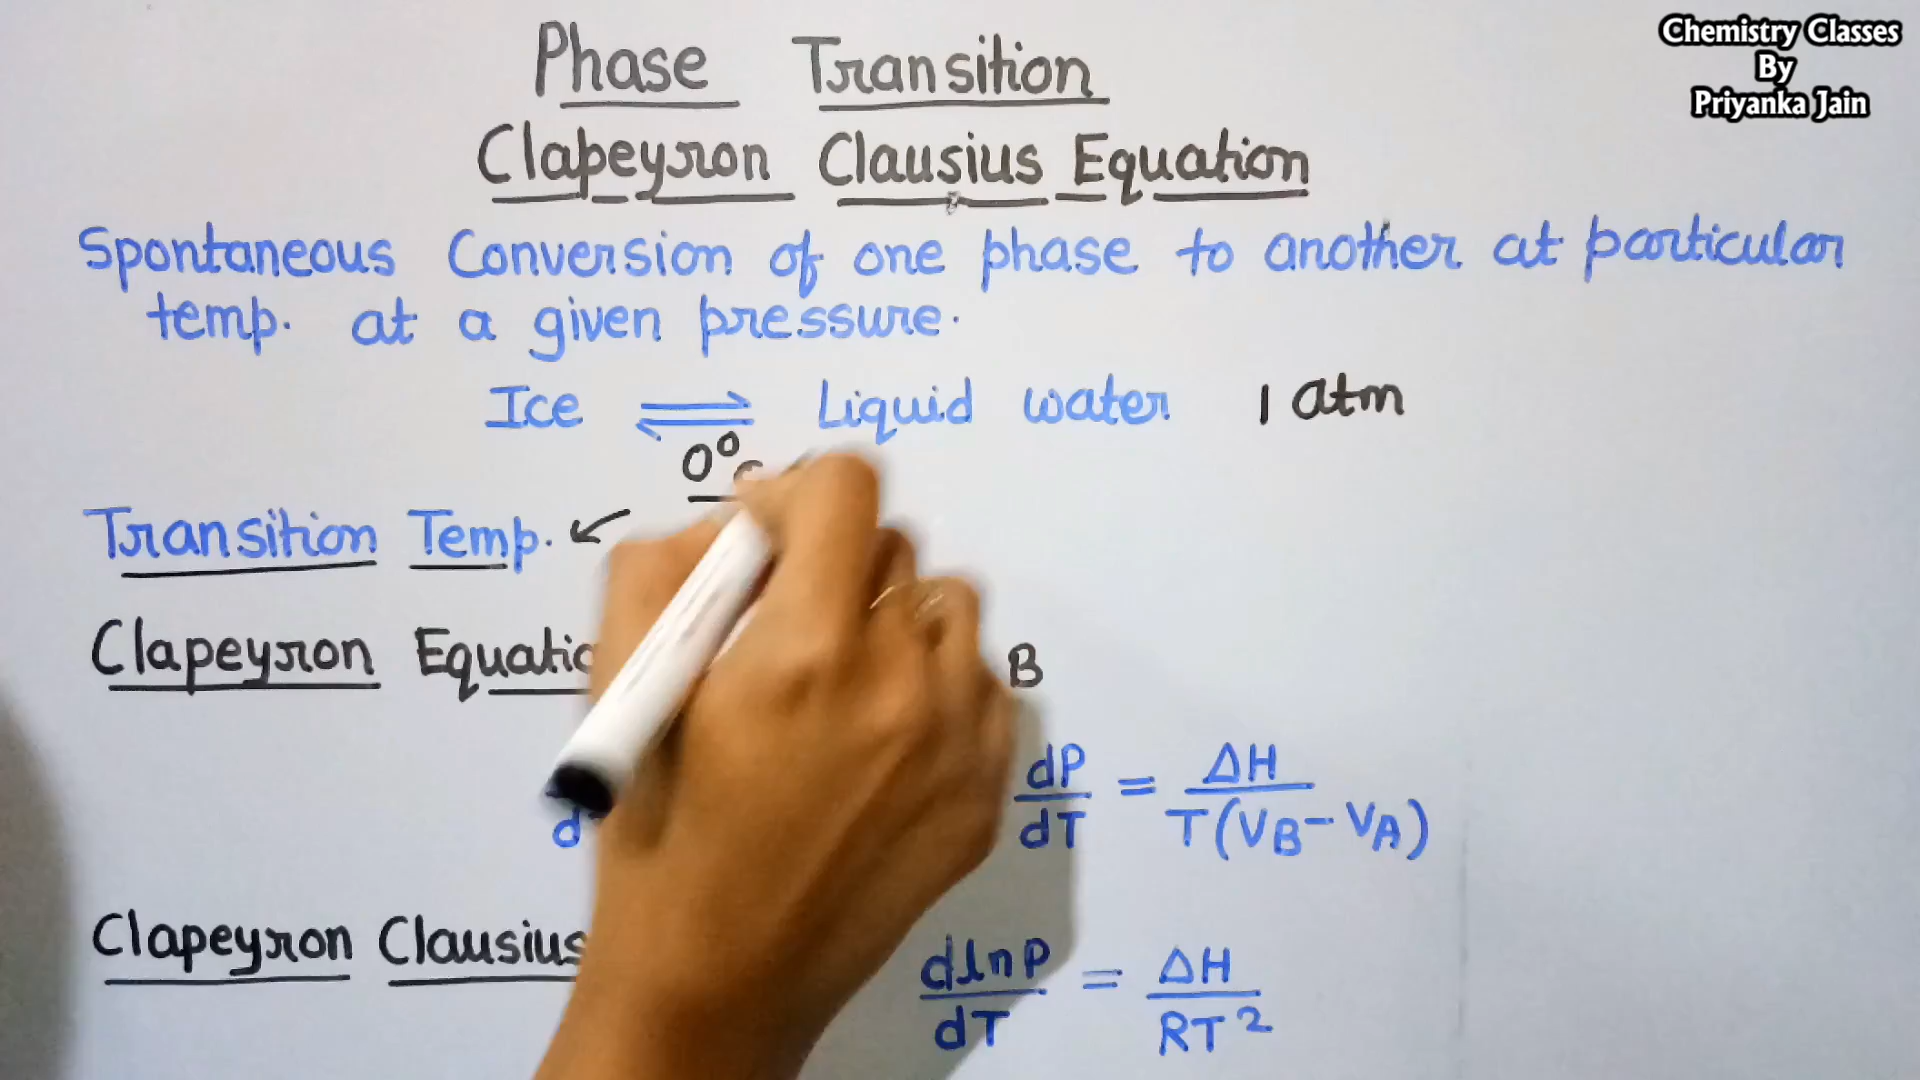 Chemistry Classes
By
Priyanka Jain
Phase Transition
Clapeyron Clausius Equation
Spontaneous Conversion of one phase to another at particular
temp. at a given pressure.
Ice ⇌ Liquid water 1 atm
0°
Transition Temp. ↙
Clapeyron
B
dP/dT = ΔH/T(VB - VA)
Clapeyron Clausius
dlnP/dT = ΔH/RT²